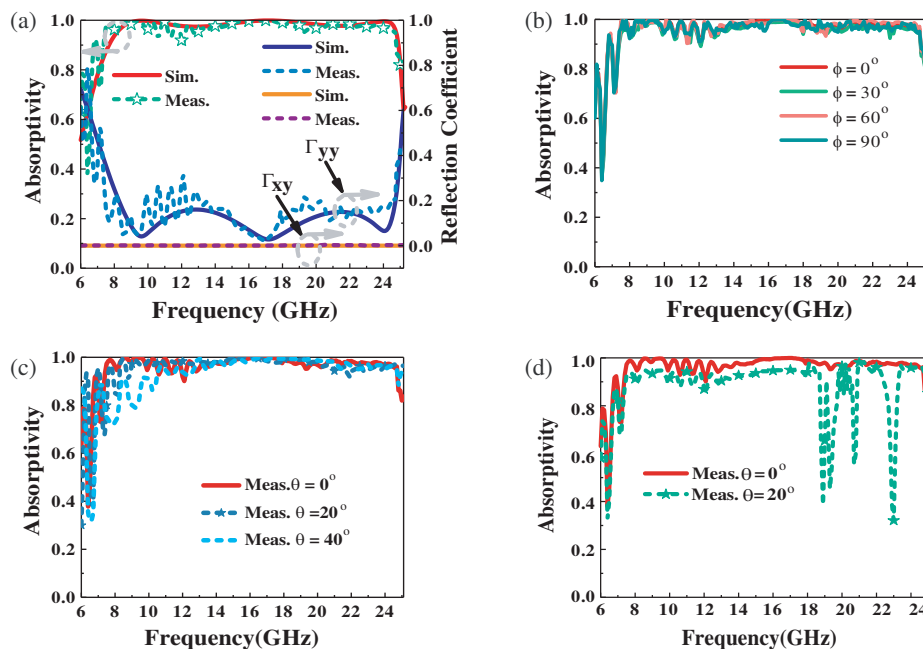 (a)
1.0
0.8
0.6
0.4
0.2
0.0
Absorptivity
Sim.
Meas.
Sim.
Meas.
Sim.
Meas.
Γxy
Γyy
1.0
0.8
0.6
0.4
0.2
0.0
Reflection Coefficient
6 8 10 12 14 16 18 20 22 24
Frequency (GHz)
(b)
1.0
0.8
0.6
0.4
0.2
0.0
Absorptivity
ϕ = 0°
ϕ = 30°
ϕ = 60°
ϕ = 90°
6 8 10 12 14 16 18 20 22 24
Frequency(GHz)
(c)
1.0
0.8
0.6
0.4
0.2
0.0
Absorptivity
Meas.θ = 0°
Meas. θ =20°
Meas. θ = 40°
6 8 10 12 14 16 18 20 22 24
Frequency(GHz)
(d)
1.0
0.8
0.6
0.4
0.2
0.0
Absorptivity
Meas.Θ = 0°
Meas. Θ = 20°
6 8 10 12 14 16 18 20 22 24
Frequency(GHz)